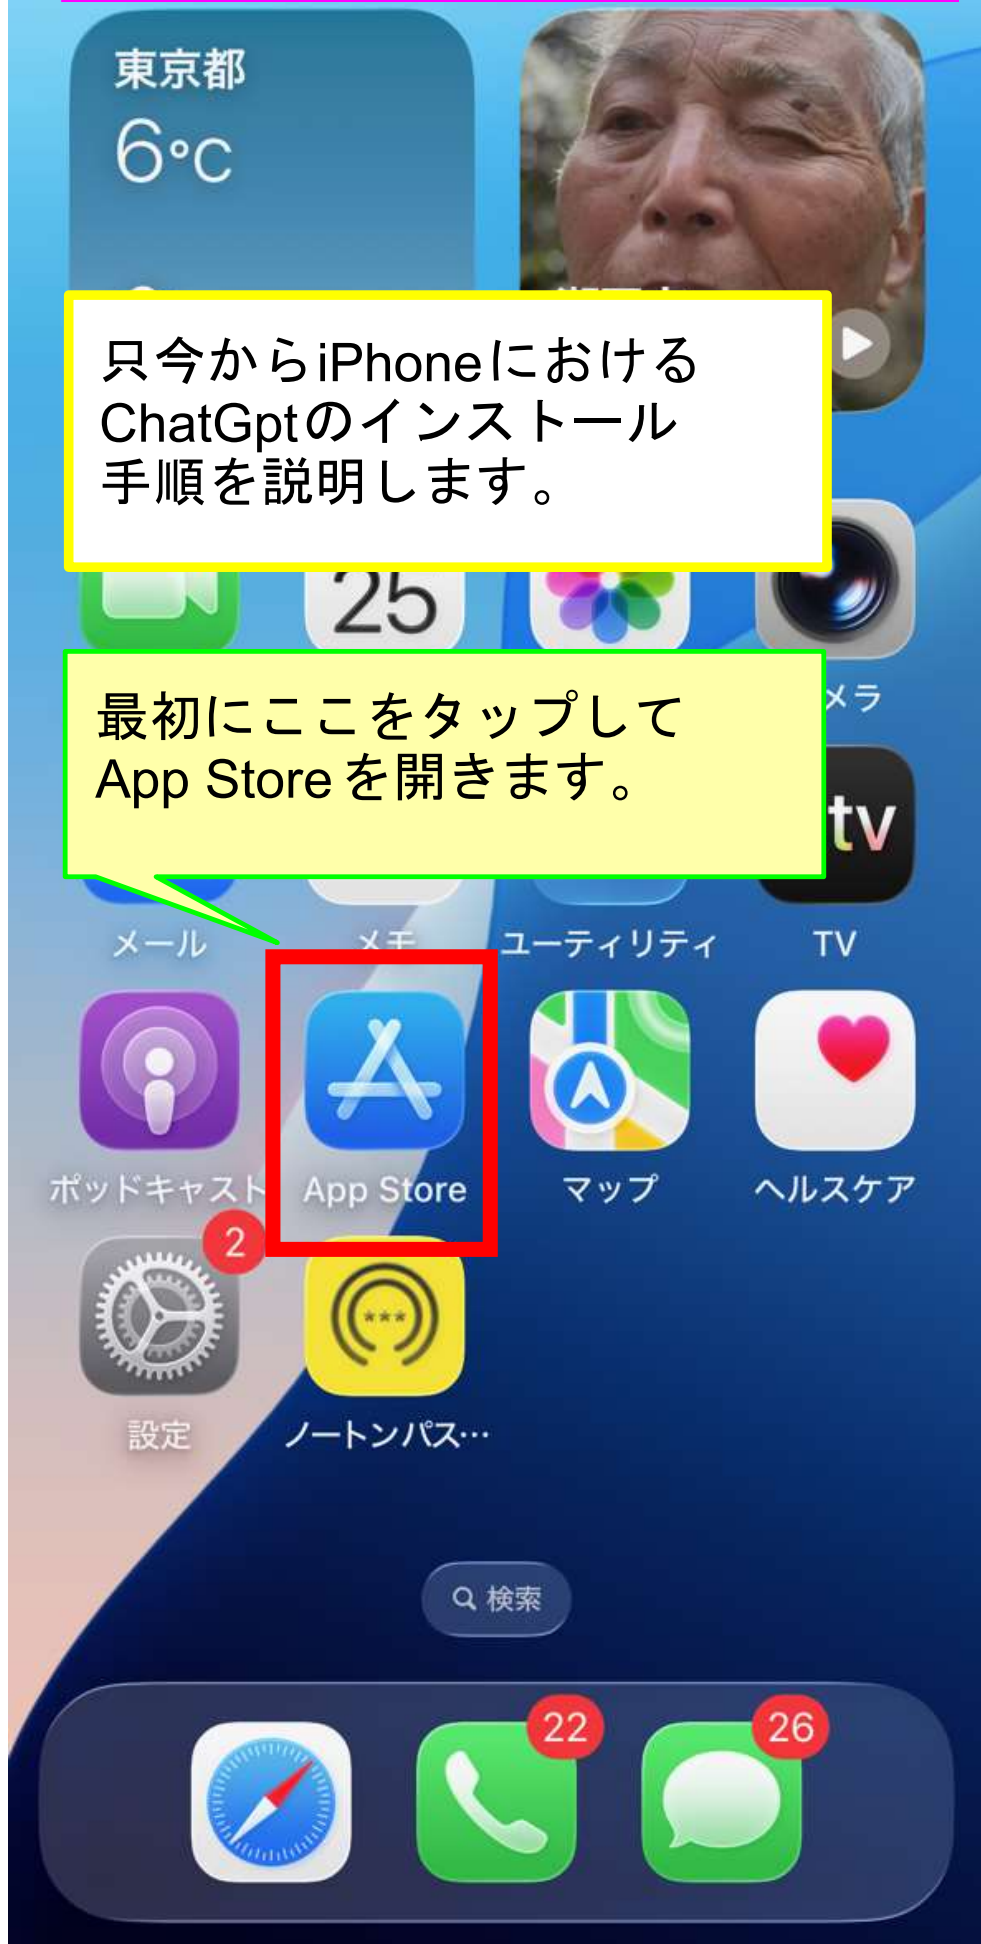 東京都
6°C
只今からiPhoneにおける
ChatGptのインストール
手順を説明します。
25
最初にここをタップして
App Storeを開きます。
メラ
tv
メール
メモ
ユーティリティ
TV
ポッドキャスト
App Store
マップ
ヘルスケア
2
***
設定
ノートンパス…
検索
22
26